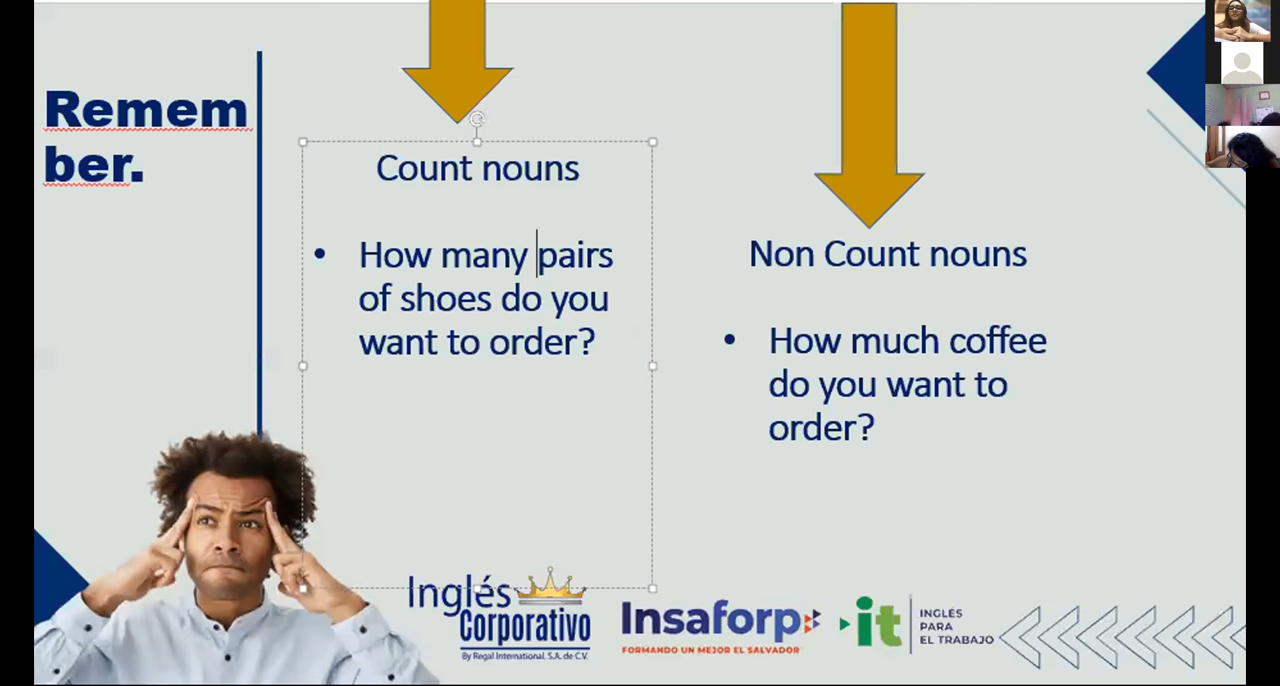 Remem
ber.
Count nouns
• How many pairs
of shoes do you
want to order?
Non Count nouns
• How much coffee
do you want to
order?
Inglés
Corporativo
By Regal International, S.A. de C.V.
Insaforp
FORMANDO UN MEJOR EL SALVADOR
it
INGLÉS
PARA
EL TRABAJO